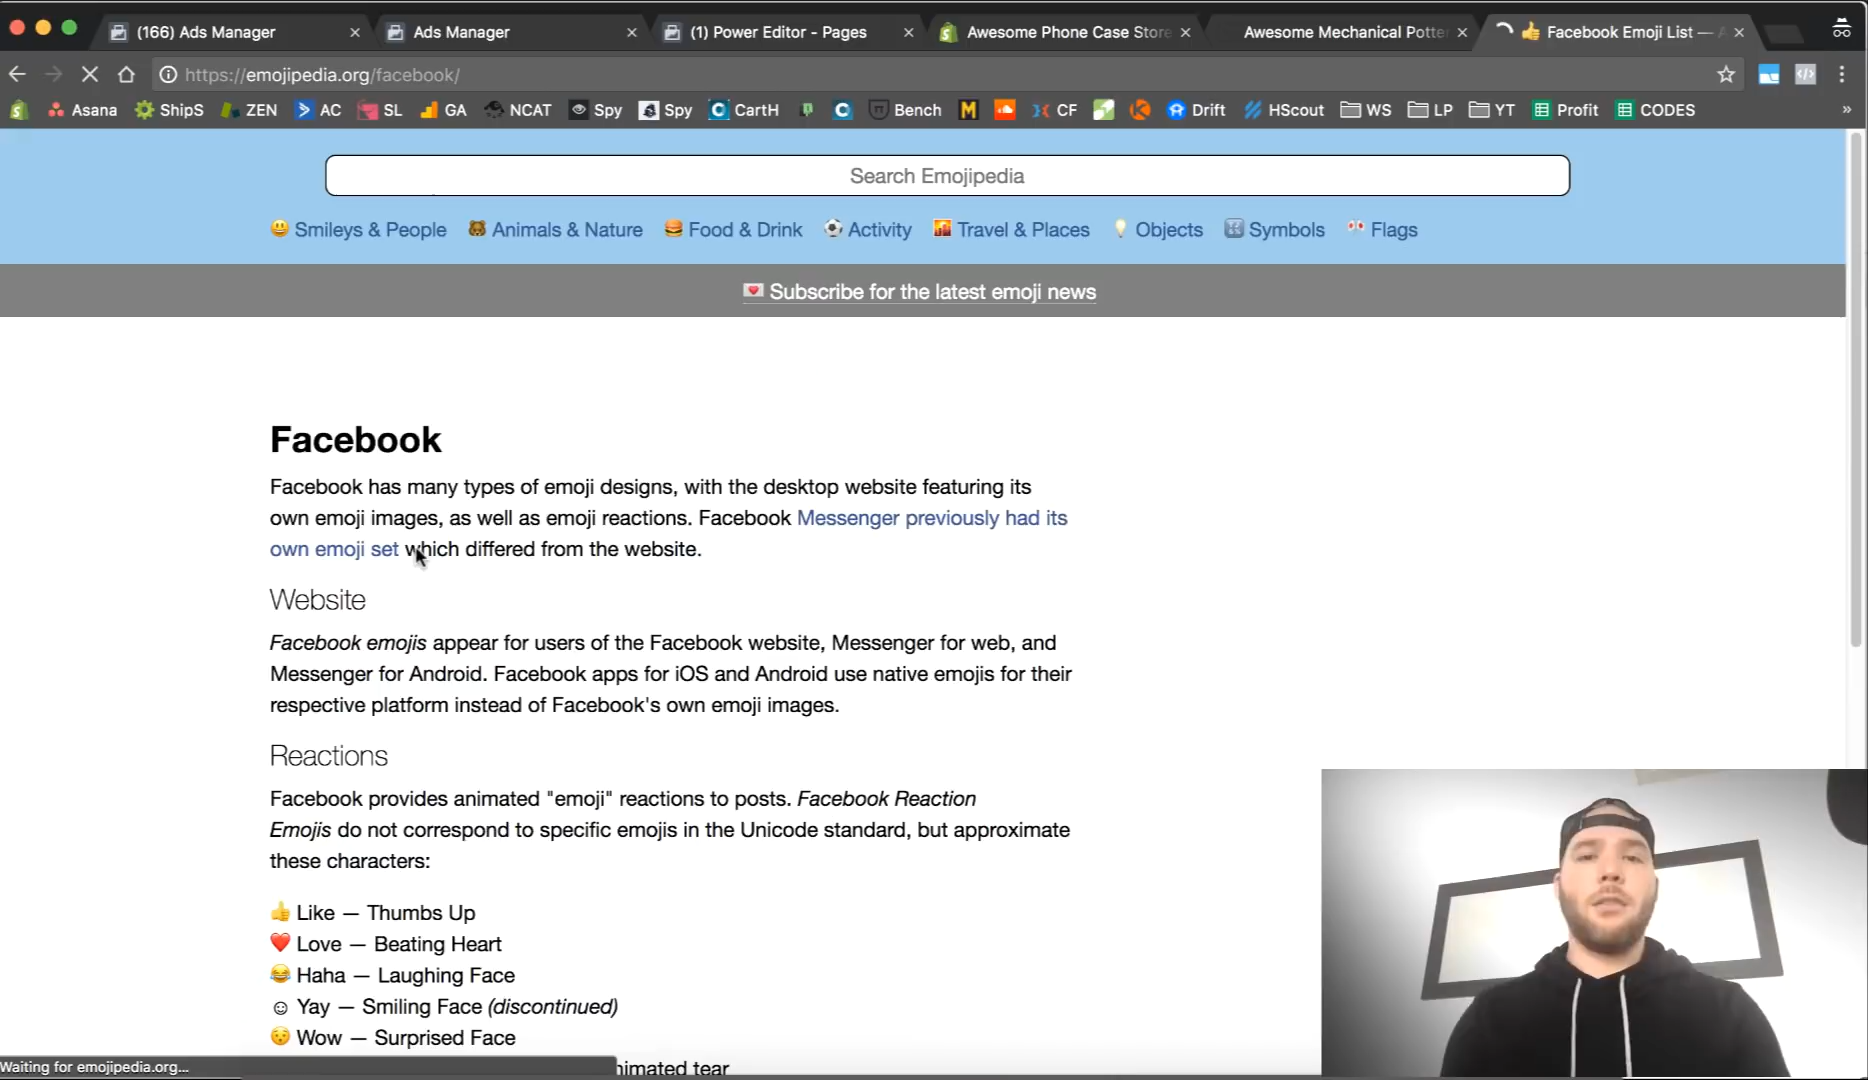 (166) Ads Manager
Ads Manager
(1) Power Editor - Pages
Awesome Phone Case Store
Awesome Mechanical Potter
👍 Facebook Emoji List —
https://emojipedia.org/facebook/
Asana ShipS ZEN AC SL GA NCAT Spy Spy CartH C Bench M CF Drift HScout WS LP YT Profit CODES »
Search Emojipedia
😃 Smileys & People 🐻 Animals & Nature 🍔 Food & Drink ⚽ Activity 🌇 Travel & Places 💡 Objects 🔣 Symbols 🎌 Flags
💌 Subscribe for the latest emoji news
Facebook
Facebook has many types of emoji designs, with the desktop website featuring its
own emoji images, as well as emoji reactions. Facebook Messenger previously had its
own emoji set which differed from the website.
Website
Facebook emojis appear for users of the Facebook website, Messenger for web, and
Messenger for Android. Facebook apps for iOS and Android use native emojis for their
respective platform instead of Facebook's own emoji images.
Reactions
Facebook provides animated "emoji" reactions to posts. Facebook Reaction
Emojis do not correspond to specific emojis in the Unicode standard, but approximate
these characters:
👍 Like — Thumbs Up
❤️ Love — Beating Heart
😂 Haha — Laughing Face
☺ Yay — Smiling Face (discontinued)
😯 Wow — Surprised Face
nimated tear
Waiting for emojipedia.org...